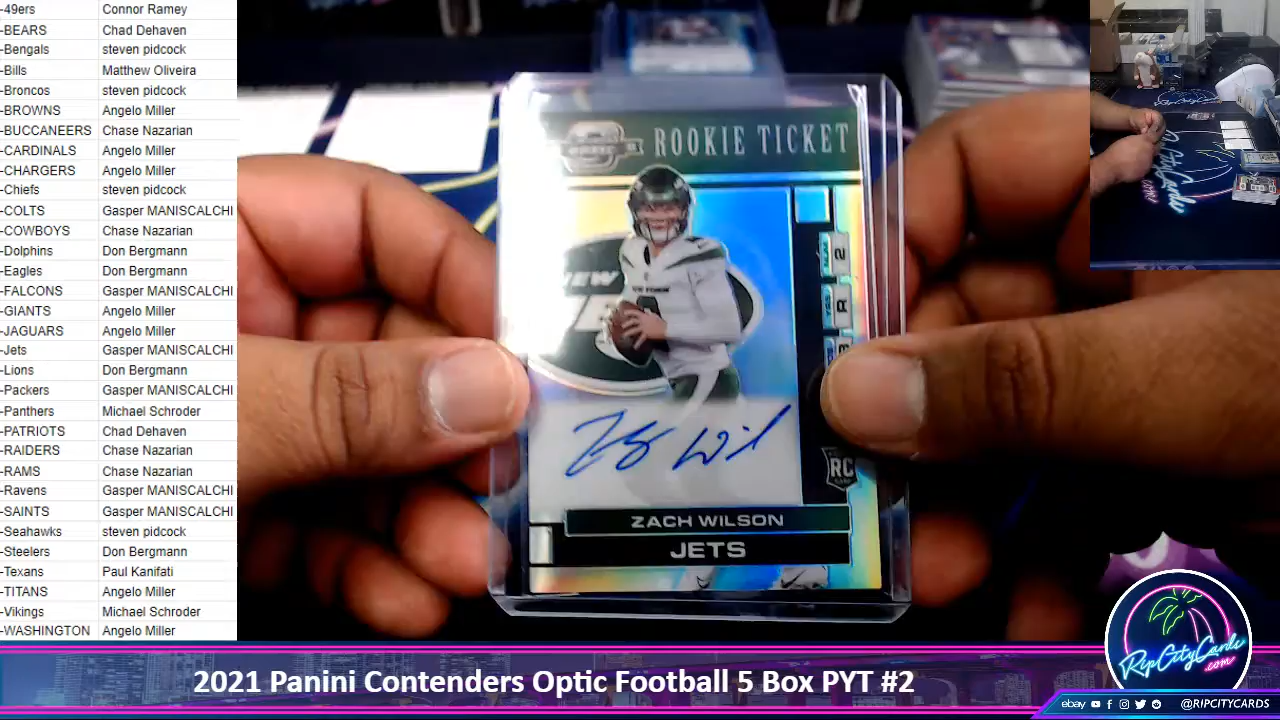 -49ers Connor Ramey
-BEARS Chad Dehaven
-Bengals steven pidcock
-Bills Matthew Oliveira
-Broncos steven pidcock
-BROWNS Angelo Miller
-BUCCANEERS Chase Nazarian
-CARDINALS Angelo Miller
-CHARGERS Angelo Miller
-Chiefs steven pidcock
-COLTS Gasper MANISCALCHI
-COWBOYS Chase Nazarian
-Dolphins Don Bergmann
-Eagles Don Bergmann
-FALCONS Gasper MANISCALCHI
-GIANTS Angelo Miller
-JAGUARS Angelo Miller
-Jets Gasper MANISCALCHI
-Lions Don Bergmann
-Packers Gasper MANISCALCHI
-Panthers Michael Schroder
-PATRIOTS Chad Dehaven
-RAIDERS Chase Nazarian
-RAMS Chase Nazarian
-Ravens Gasper MANISCALCHI
-SAINTS Gasper MANISCALCHI
-Seahawks steven pidcock
-Steelers Don Bergmann
-Texans Paul Kanifati
-TITANS Angelo Miller
-Vikings Michael Schroder
-WASHINGTON Angelo Miller
ROOKIE TICKET
RC
ZACH WILSON
JETS
RipCityCards
.com
2021 Panini Contenders Optic Football 5 Box PYT #2
ebay @RIPCITYCARDS